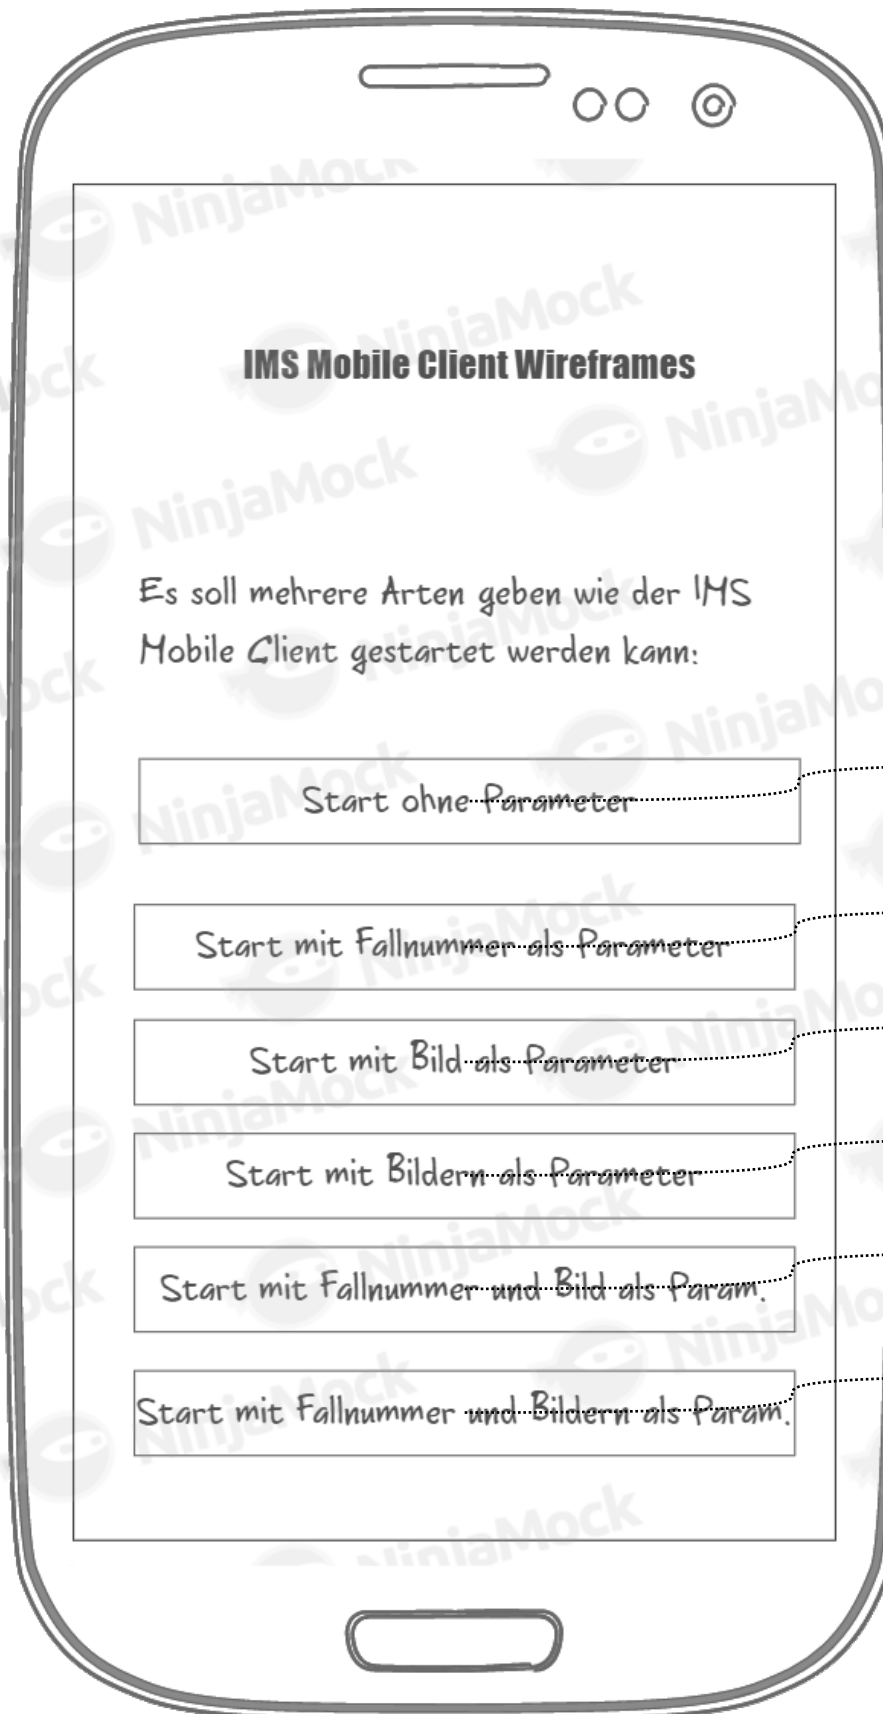 IMS Mobile Client Wireframes
Es soll mehrere Arten geben wie der IMS
Mobile Client gestartet werden kann:
Start ohne Parameter
Start mit Fallnummer als Parameter
Start mit Bild als Parameter
Start mit Bildern als Parameter
Start mit Fallnummer und Bild als Param.
Start mit Fallnummer und Bildern als Param.
NinjaMock